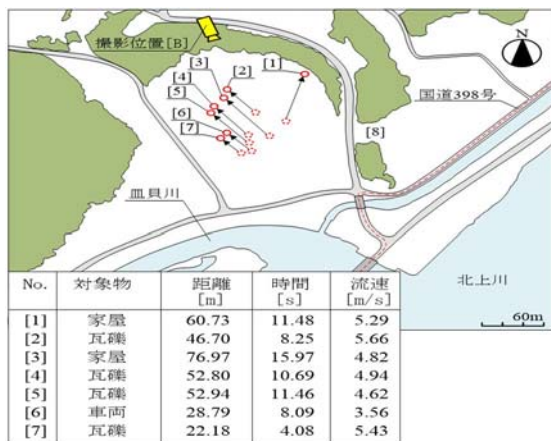 撮影位置[B]
[1]
[2]
[3]
[4]
[5]
[6]
[7]
N
国道398号
[8]
皿貝川
北上川
60m
No. 対象物 距離[m] 時間[s] 流速[m/s]
[1] 家屋 60.73 11.48 5.29
[2] 瓦礫 46.70 8.25 5.66
[3] 家屋 76.97 15.97 4.82
[4] 瓦礫 52.80 10.69 4.94
[5] 瓦礫 52.94 11.46 4.62
[6] 車両 28.79 8.09 3.56
[7] 瓦礫 22.18 4.08 5.43